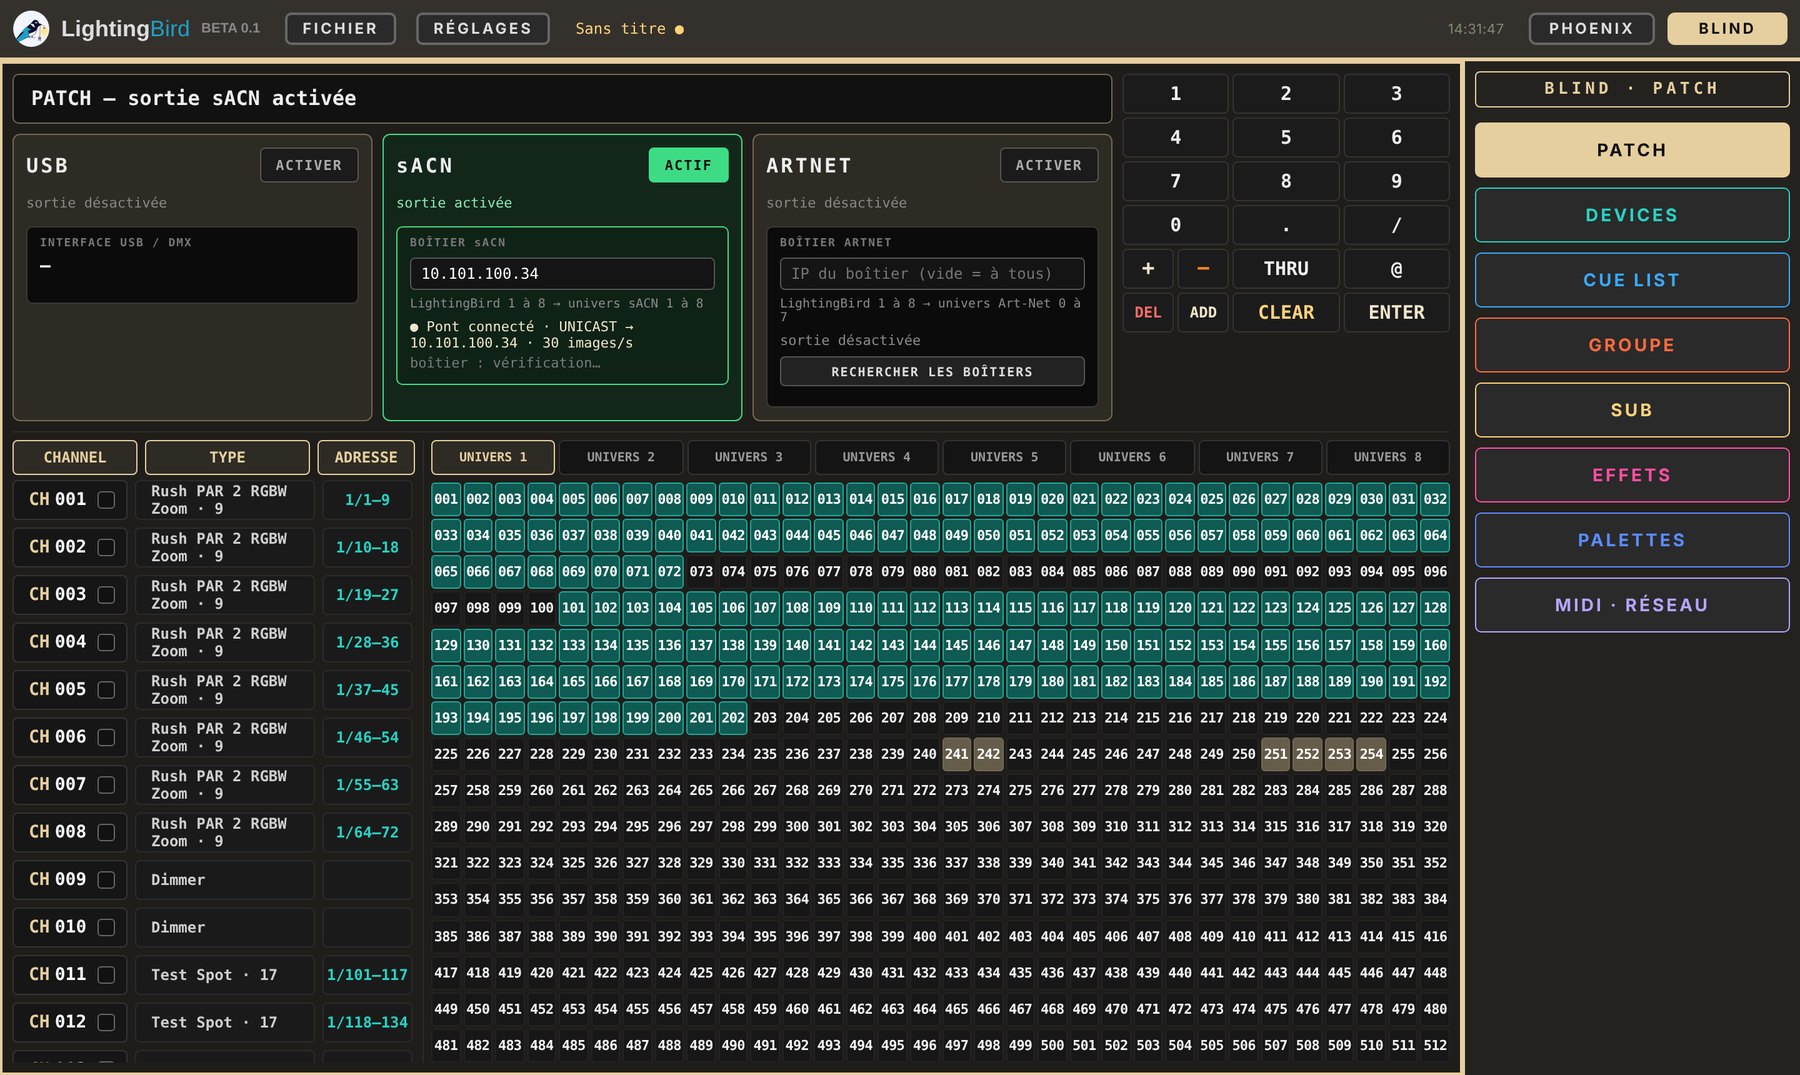 LightingBird BETA 0.1 FICHIER RÉGLAGES Sans titre ● 14:31:47 PHOENIX BLIND
PATCH — sortie sACN activée
USB ACTIVER
sortie désactivée
INTERFACE USB / DMX
—
sACN ACTIF
sortie activée
BOÎTIER sACN
10.101.100.34
LightingBird 1 à 8 → univers sACN 1 à 8
● Pont connecté · UNICAST →
10.101.100.34 · 30 images/s
boîtier : vérification…
ARTNET ACTIVER
sortie désactivée
BOÎTIER ARTNET
IP du boîtier (vide = à tous)
LightingBird 1 à 8 → univers Art-Net 0 à
7
sortie désactivée
RECHERCHER LES BOÎTIERS
1 2 3
4 5 6
7 8 9
0 . /
+ − THRU @
DEL ADD CLEAR ENTER
BLIND · PATCH
PATCH
DEVICES
CUE LIST
GROUPE
SUB
EFFETS
PALETTES
MIDI · RÉSEAU
CHANNEL TYPE ADRESSE
CH 001 Rush PAR 2 RGBW
Zoom · 9 1/1–9
CH 002 Rush PAR 2 RGBW
Zoom · 9 1/10–18
CH 003 Rush PAR 2 RGBW
Zoom · 9 1/19–27
CH 004 Rush PAR 2 RGBW
Zoom · 9 1/28–36
CH 005 Rush PAR 2 RGBW
Zoom · 9 1/37–45
CH 006 Rush PAR 2 RGBW
Zoom · 9 1/46–54
CH 007 Rush PAR 2 RGBW
Zoom · 9 1/55–63
CH 008 Rush PAR 2 RGBW
Zoom · 9 1/64–72
CH 009 Dimmer
CH 010 Dimmer
CH 011 Test Spot · 17 1/101–117
CH 012 Test Spot · 17 1/118–134
UNIVERS 1 UNIVERS 2 UNIVERS 3 UNIVERS 4 UNIVERS 5 UNIVERS 6 UNIVERS 7 UNIVERS 8
001 002 003 004 005 006 007 008 009 010 011 012 013 014 015 016 017 018 019 020 021 022 023 024 025 026 027 028 029 030 031 032
033 034 035 036 037 038 039 040 041 042 043 044 045 046 047 048 049 050 051 052 053 054 055 056 057 058 059 060 061 062 063 064
065 066 067 068 069 070 071 072 073 074 075 076 077 078 079 080 081 082 083 084 085 086 087 088 089 090 091 092 093 094 095 096
097 098 099 100 101 102 103 104 105 106 107 108 109 110 111 112 113 114 115 116 117 118 119 120 121 122 123 124 125 126 127 128
129 130 131 132 133 134 135 136 137 138 139 140 141 142 143 144 145 146 147 148 149 150 151 152 153 154 155 156 157 158 159 160
161 162 163 164 165 166 167 168 169 170 171 172 173 174 175 176 177 178 179 180 181 182 183 184 185 186 187 188 189 190 191 192
193 194 195 196 197 198 199 200 201 202 203 204 205 206 207 208 209 210 211 212 213 214 215 216 217 218 219 220 221 222 223 224
225 226 227 228 229 230 231 232 233 234 235 236 237 238 239 240 241 242 243 244 245 246 247 248 249 250 251 252 253 254 255 256
257 258 259 260 261 262 263 264 265 266 267 268 269 270 271 272 273 274 275 276 277 278 279 280 281 282 283 284 285 286 287 288
289 290 291 292 293 294 295 296 297 298 299 300 301 302 303 304 305 306 307 308 309 310 311 312 313 314 315 316 317 318 319 320
321 322 323 324 325 326 327 328 329 330 331 332 333 334 335 336 337 338 339 340 341 342 343 344 345 346 347 348 349 350 351 352
353 354 355 356 357 358 359 360 361 362 363 364 365 366 367 368 369 370 371 372 373 374 375 376 377 378 379 380 381 382 383 384
385 386 387 388 389 390 391 392 393 394 395 396 397 398 399 400 401 402 403 404 405 406 407 408 409 410 411 412 413 414 415 416
417 418 419 420 421 422 423 424 425 426 427 428 429 430 431 432 433 434 435 436 437 438 439 440 441 442 443 444 445 446 447 448
449 450 451 452 453 454 455 456 457 458 459 460 461 462 463 464 465 466 467 468 469 470 471 472 473 474 475 476 477 478 479 480
481 482 483 484 485 486 487 488 489 490 491 492 493 494 495 496 497 498 499 500 501 502 503 504 505 506 507 508 509 510 511 512